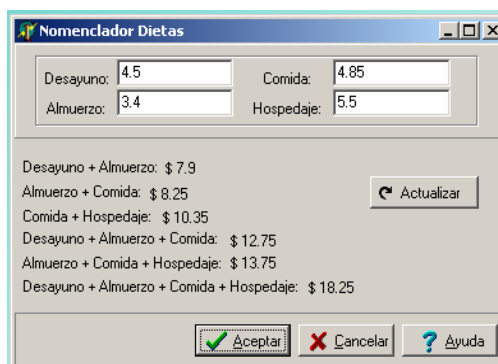 Nomenclador Dietas
Desayuno: 4.5 Comida: 4.85
Almuerzo: 3.4 Hospedaje: 5.5
Desayuno + Almuerzo: $ 7.9
Almuerzo + Comida: $ 8.25
Comida + Hospedaje: $ 10.35
Desayuno + Almuerzo + Comida: $ 12.75
Almuerzo + Comida + Hospedaje: $ 13.75
Desayuno + Almuerzo + Comida + Hospedaje: $ 18.25
Actualizar
Aceptar Cancelar Ayuda